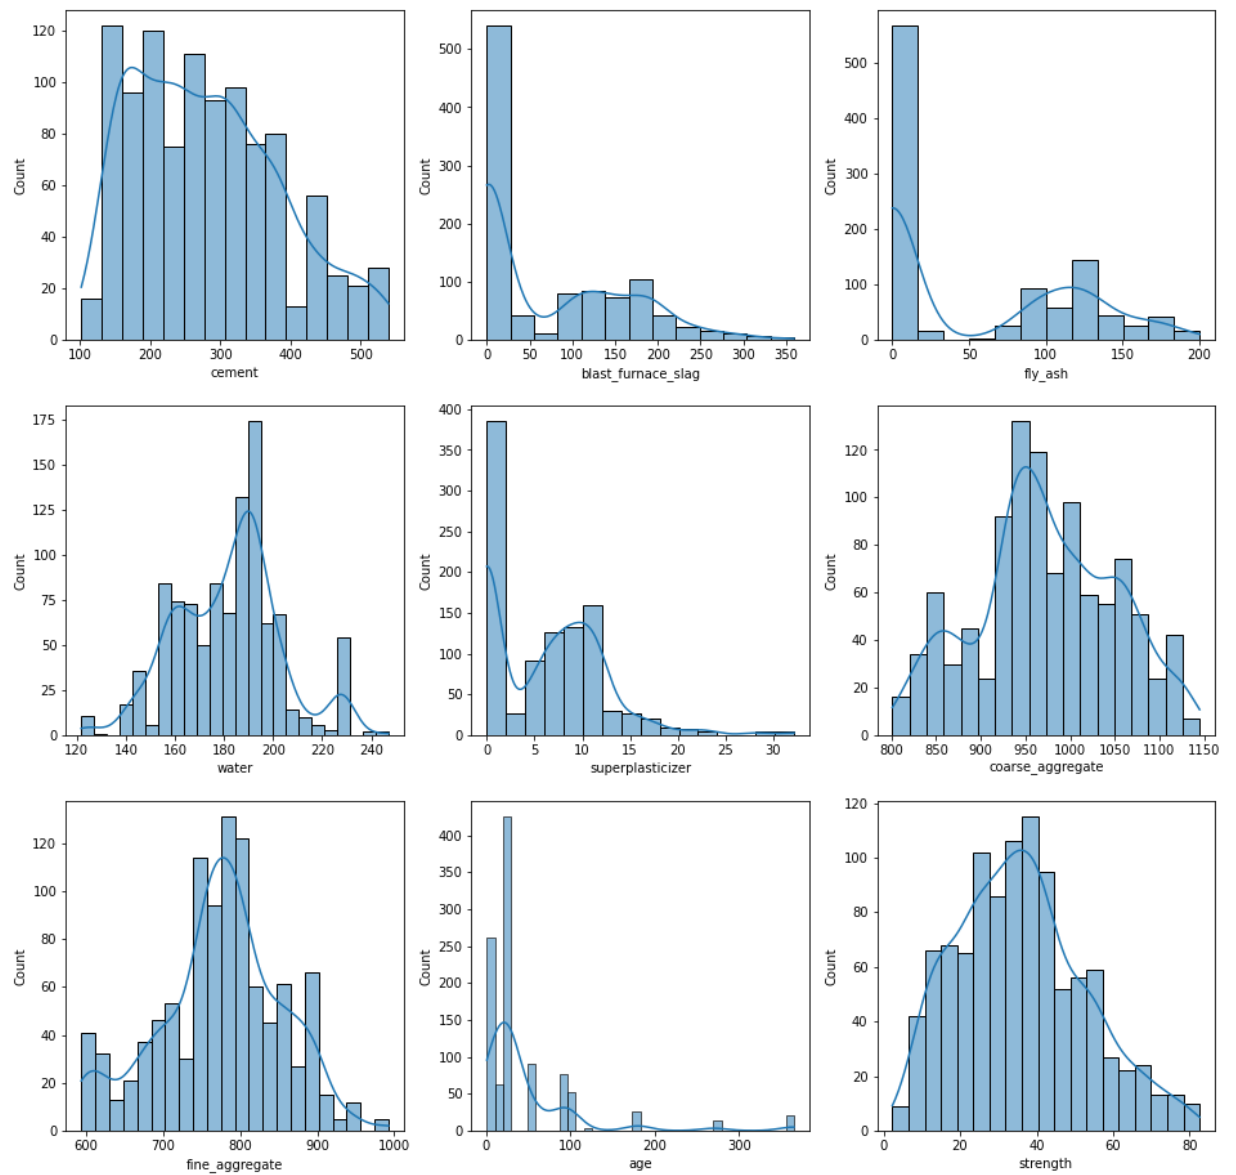 120
100
80
60
40
20
0
Count
100 200 300 400 500
cement
500
400
300
200
100
0
Count
0 50 100 150 200 250 300 350
blast_furnace_slag
500
400
300
200
100
0
Count
0 50 100 150 200
fly_ash
175
150
125
100
75
50
25
0
Count
120 140 160 180 200 220 240
water
400
350
300
250
200
150
100
50
0
Count
0 5 10 15 20 25 30
superplasticizer
120
100
80
60
40
20
0
Count
800 850 900 950 1000 1050 1100 1150
coarse_aggregate
120
100
80
60
40
20
0
Count
600 700 800 900 1000
fine_aggregate
400
350
300
250
200
150
100
50
0
Count
0 100 200 300
age
120
100
80
60
40
20
0
Count
0 20 40 60 80
strength